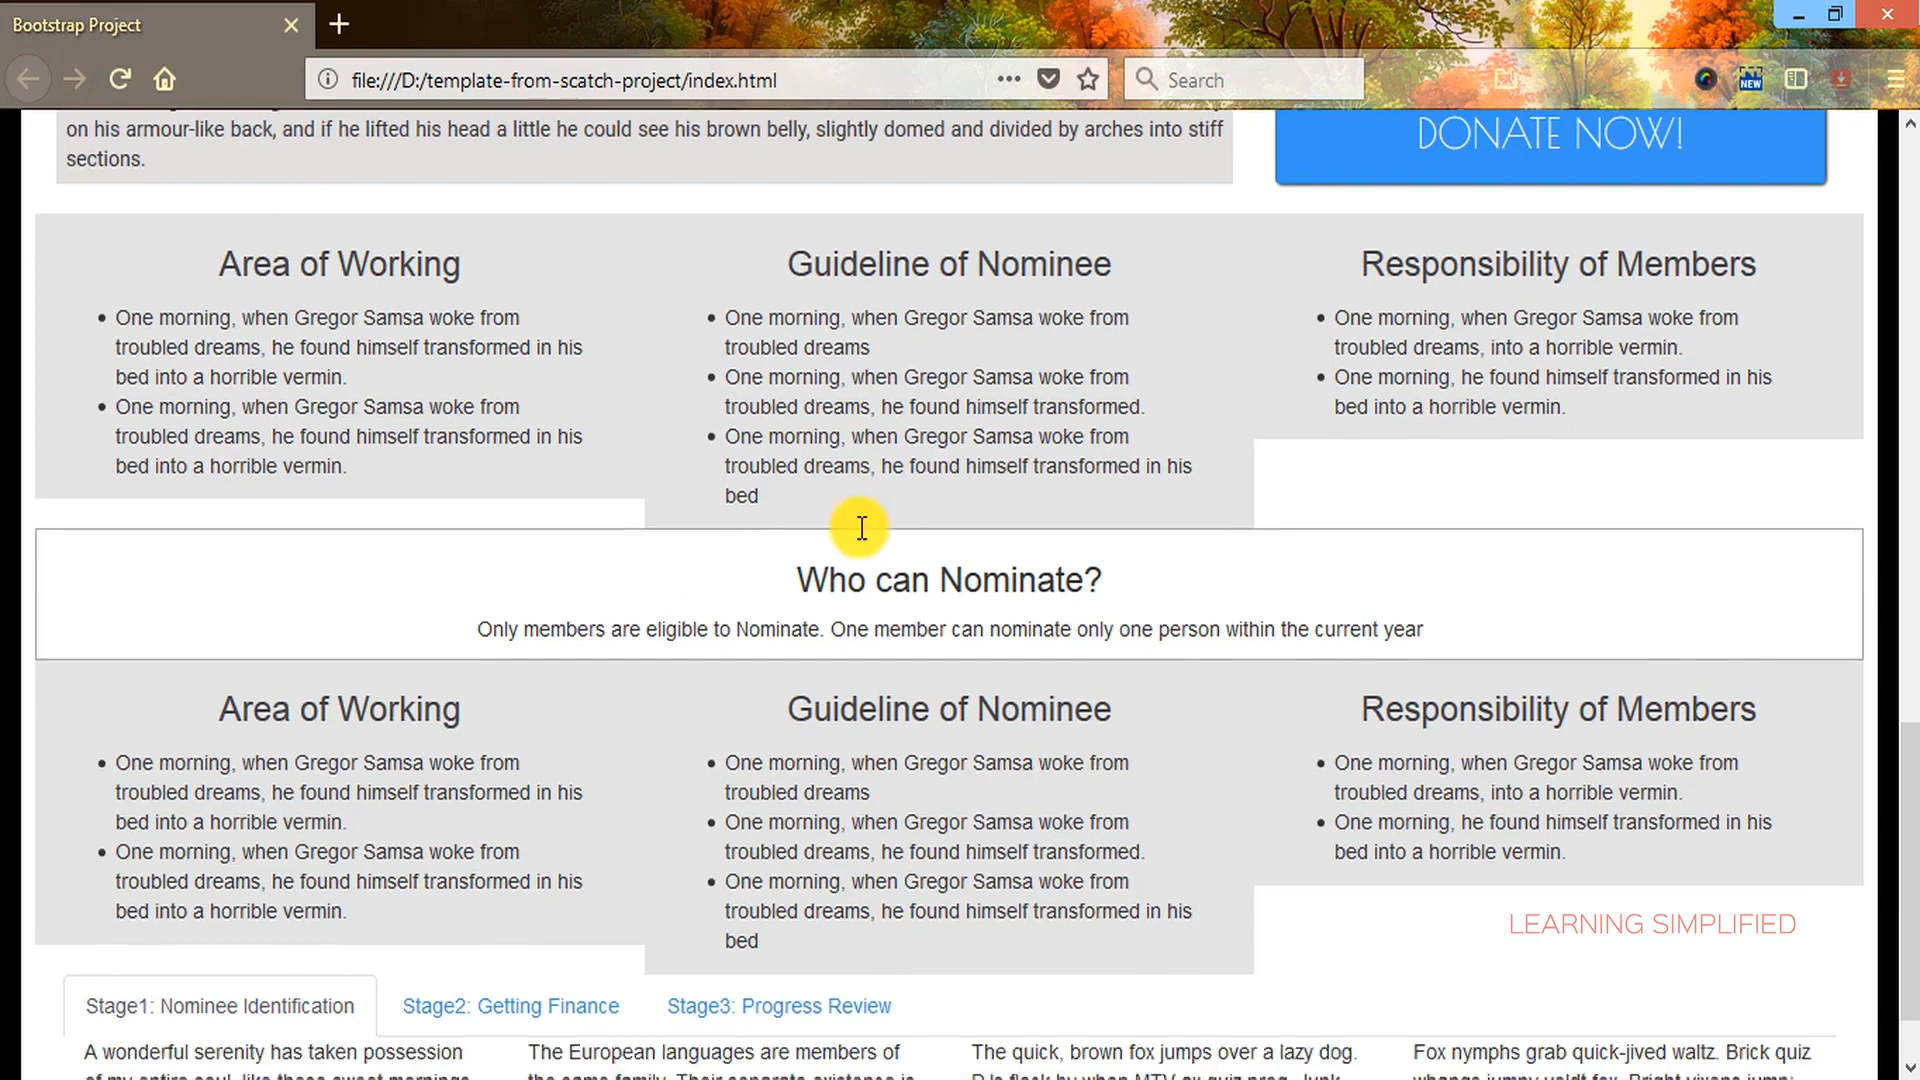 Bootstrap Project
file:///D:/template-from-scatch-project/index.html
Search
NEW
on his armour-like back, and if he lifted his head a little he could see his brown belly, slightly domed and divided by arches into stiff
sections.
DONATE NOW!
Area of Working
• One morning, when Gregor Samsa woke from
troubled dreams, he found himself transformed in his
bed into a horrible vermin.
• One morning, when Gregor Samsa woke from
troubled dreams, he found himself transformed in his
bed into a horrible vermin.
Guideline of Nominee
• One morning, when Gregor Samsa woke from
troubled dreams
• One morning, when Gregor Samsa woke from
troubled dreams, he found himself transformed.
• One morning, when Gregor Samsa woke from
troubled dreams, he found himself transformed in his
bed
Responsibility of Members
• One morning, when Gregor Samsa woke from
troubled dreams, into a horrible vermin.
• One morning, he found himself transformed in his
bed into a horrible vermin.
Who can Nominate?
Only members are eligible to Nominate. One member can nominate only one person within the current year
Area of Working
• One morning, when Gregor Samsa woke from
troubled dreams, he found himself transformed in his
bed into a horrible vermin.
• One morning, when Gregor Samsa woke from
troubled dreams, he found himself transformed in his
bed into a horrible vermin.
Guideline of Nominee
• One morning, when Gregor Samsa woke from
troubled dreams
• One morning, when Gregor Samsa woke from
troubled dreams, he found himself transformed.
• One morning, when Gregor Samsa woke from
troubled dreams, he found himself transformed in his
bed
Responsibility of Members
• One morning, when Gregor Samsa woke from
troubled dreams, into a horrible vermin.
• One morning, he found himself transformed in his
bed into a horrible vermin.
LEARNING SIMPLIFIED
Stage1: Nominee Identification
Stage2: Getting Finance
Stage3: Progress Review
A wonderful serenity has taken possession
The European languages are members of
The quick, brown fox jumps over a lazy dog.
Fox nymphs grab quick-jived waltz. Brick quiz